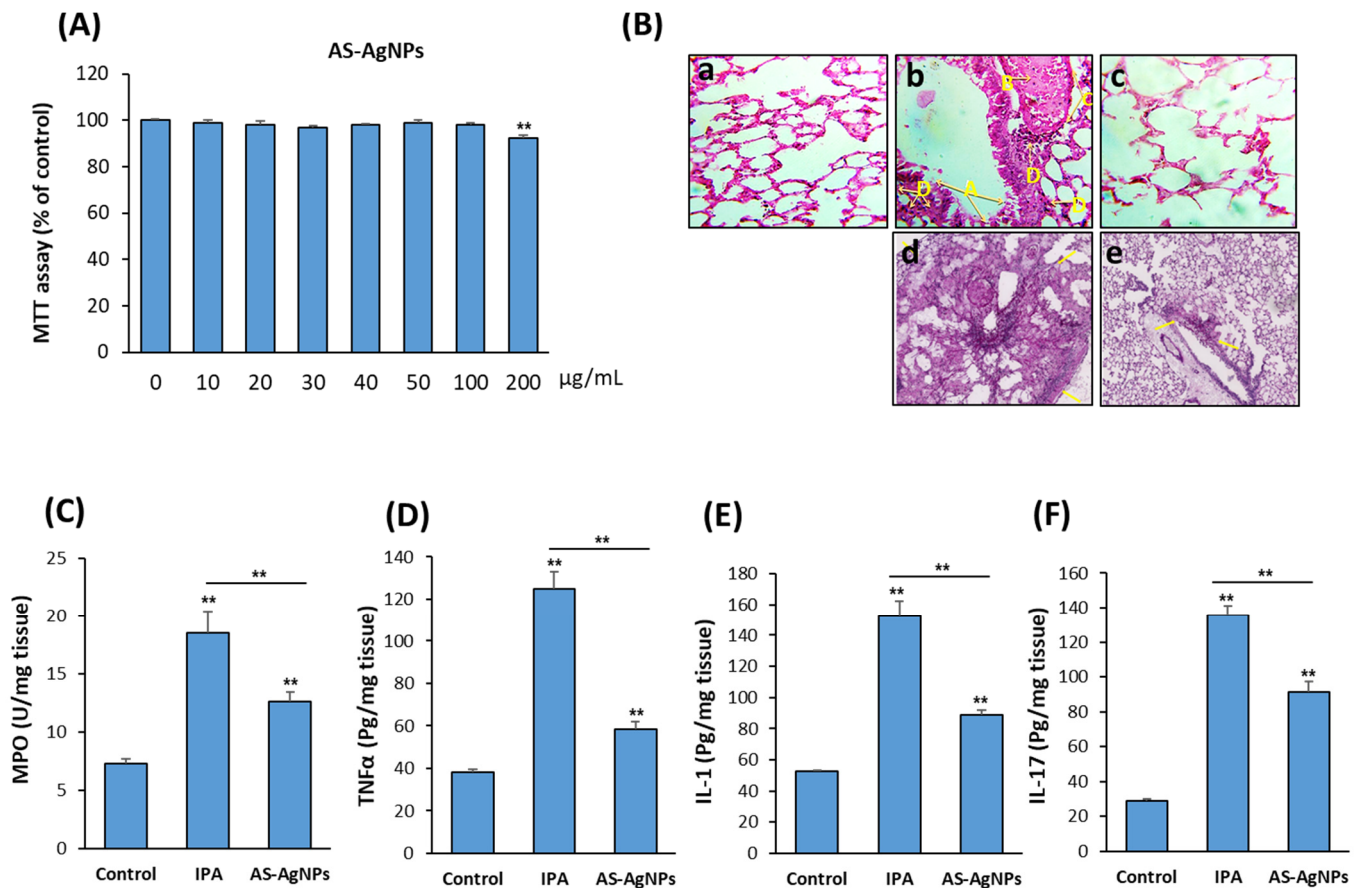 (A)
AS-AgNPs
MTT assay (% of control)
120
100
80
60
40
20
0
**
0 10 20 30 40 50 100 200 µg/mL
(B)
a
b
B
C
D
D
A
D
c
d
e
(C)
MPO (U/mg tissue)
25
20
15
10
5
0
**
**
**
Control IPA AS-AgNPs
(D)
TNFα (Pg/mg tissue)
140
120
100
80
60
40
20
0
**
**
**
Control IPA AS-AgNPs
(E)
IL-1 (Pg/mg tissue)
180
160
140
120
100
80
60
40
20
0
**
**
**
Control IPA AS-AgNPs
(F)
IL-17 (Pg/mg tissue)
160
140
120
100
80
60
40
20
0
**
**
**
Control IPA AS-AgNPs